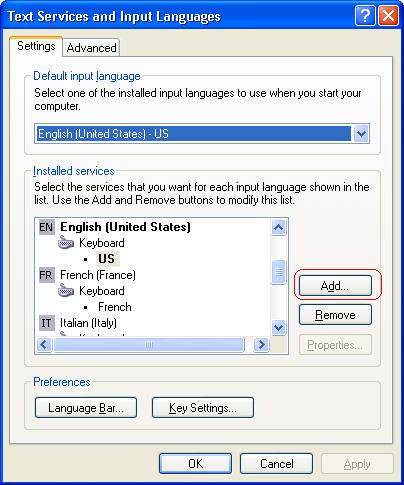 Text Services and Input Languages
Settings
Advanced
Default input language
Select one of the installed input languages to use when you start your
computer.
English (United States) - US
Installed services
Select the services that you want for each input language shown in the
list. Use the Add and Remove buttons to modify this list.
EN English (United States)
Keyboard
• US
FR French (France)
Keyboard
• French
IT Italian (Italy)
Add...
Remove
Properties...
Preferences
Language Bar...
Key Settings...
OK
Cancel
Apply